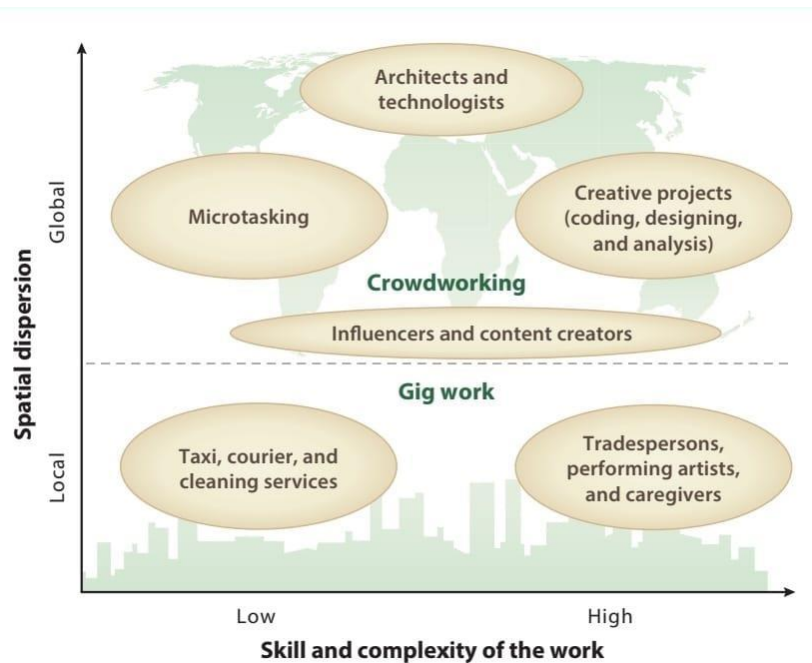 Architects and
technologists
Global
Microtasking
Creative projects
(coding, designing,
and analysis)
Crowdworking
Influencers and content creators
Spatial dispersion
Gig work
Local
Taxi, courier, and
cleaning services
Tradespersons,
performing artists,
and caregivers
Low
High
Skill and complexity of the work